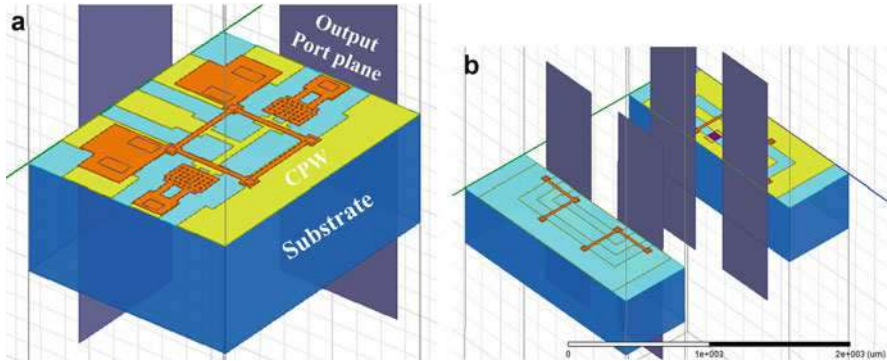 a
Output
Port plane
CPW
Substrate
b
0
1e+003
2e+003 (um)